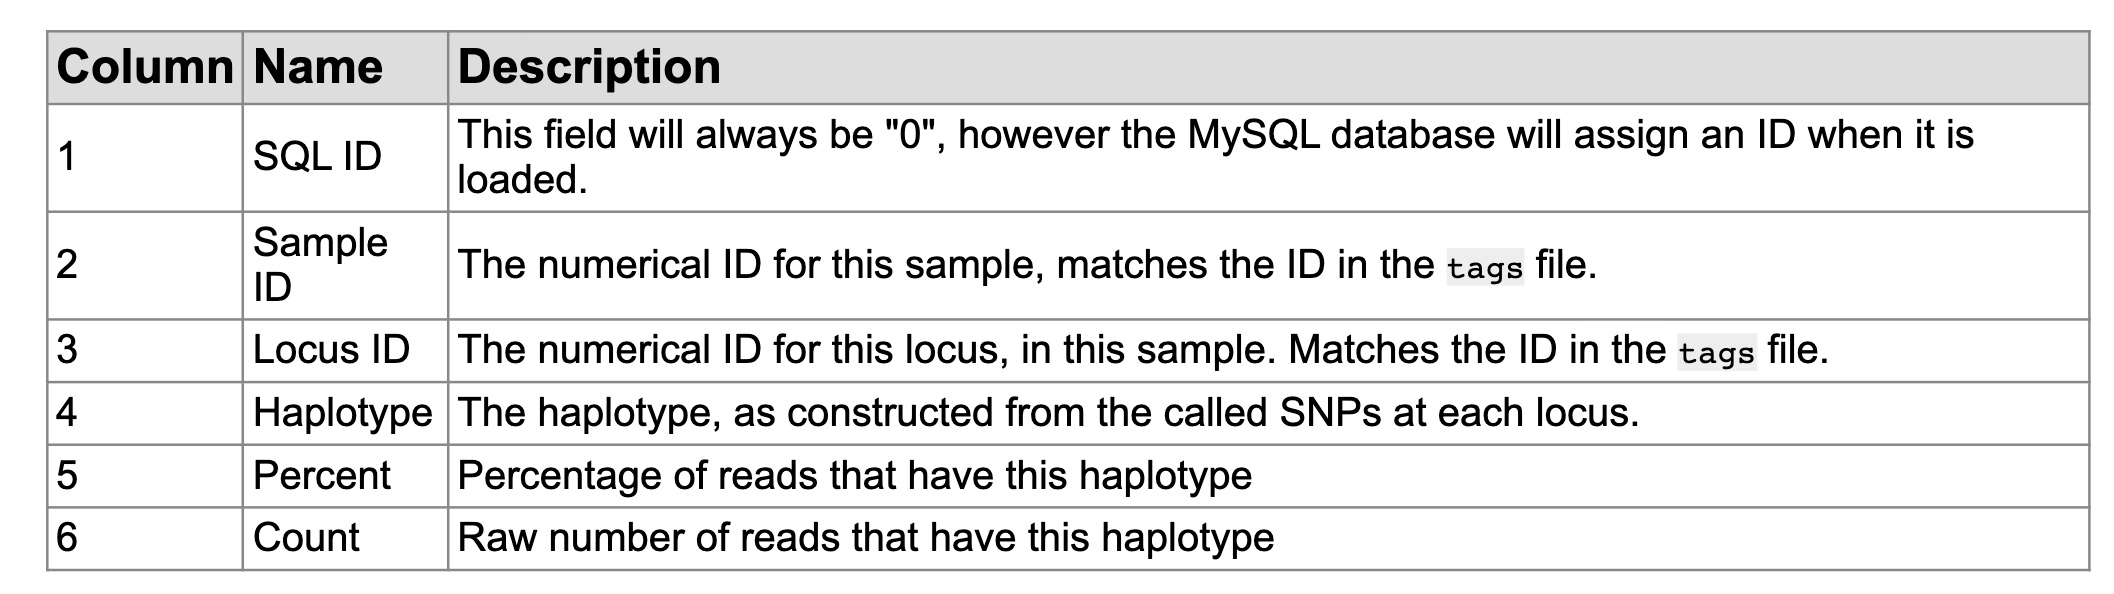 Column Name Description
1 SQL ID This field will always be "0", however the MySQL database will assign an ID when it is
loaded.
2 Sample
ID The numerical ID for this sample, matches the ID in the tags file.
3 Locus ID The numerical ID for this locus, in this sample. Matches the ID in the tags file.
4 Haplotype The haplotype, as constructed from the called SNPs at each locus.
5 Percent Percentage of reads that have this haplotype
6 Count Raw number of reads that have this haplotype